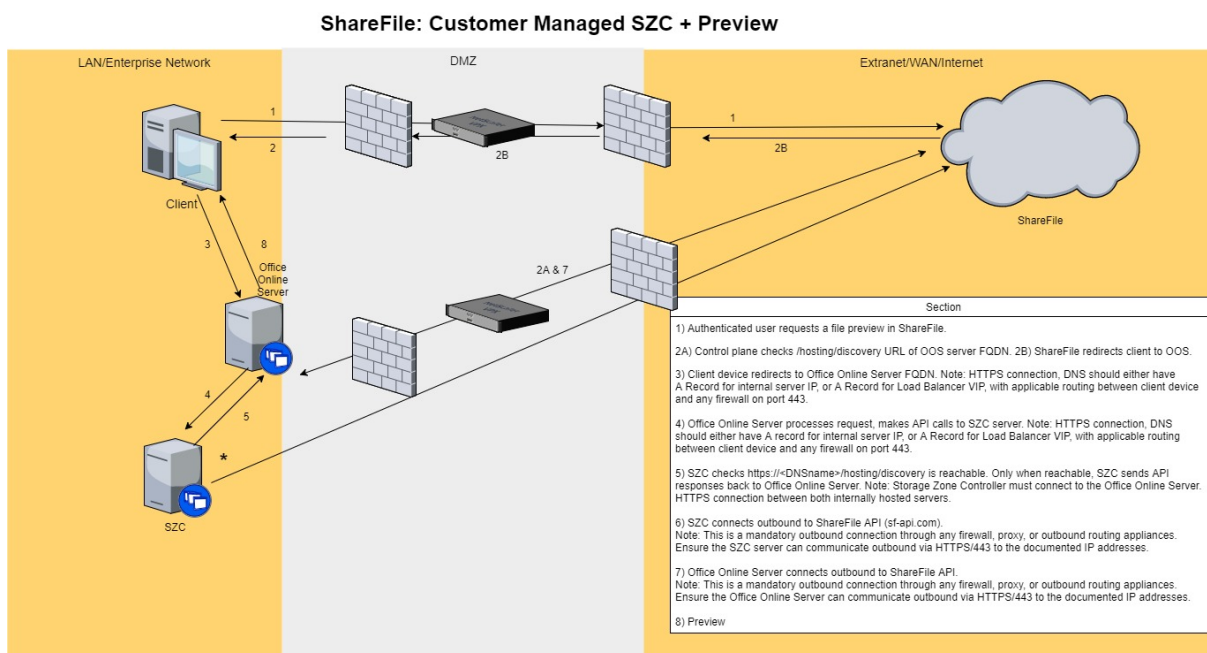 ShareFile: Customer Managed SZC + Preview
LAN/Enterprise Network
DMZ
Extranet/WAN/Internet
1
1
2
2B
2B
Client
ShareFile
3
8
Office
Online
Server
2A & 7
4
5
*
SZC
Section
1) Authenticated user requests a file preview in ShareFile.
2A) Control plane checks /hosting/discovery URL of OOS server FQDN. 2B) ShareFile redirects client to OOS.
3) Client device redirects to Office Online Server FQDN. Note: HTTPS connection, DNS should either have
A Record for internal server IP, or A Record for Load Balancer VIP, with applicable routing between client device
and any firewall on port 443.
4) Office Online Server processes request, makes API calls to SZC server. Note: HTTPS connection, DNS
should either have A record for internal server IP, or A Record for Load Balancer VIP, with applicable routing
between client device and any firewall on port 443.
5) SZC checks https://<DNSname>/hosting/discovery is reachable. Only when reachable, SZC sends API
responses back to Office Online Server. Note: Storage Zone Controller must connect to the Office Online Server.
HTTPS connection between both internally hosted servers.
6) SZC connects outbound to ShareFile API (sf-api.com).
Note: This is a mandatory outbound connection through any firewall, proxy, or outbound routing appliances.
Ensure the SZC server can communicate outbound via HTTPS/443 to the documented IP addresses.
7) Office Online Server connects outbound to ShareFile API.
Note: This is a mandatory outbound connection through any firewall, proxy, or outbound routing appliances.
Ensure the Office Online Server can communicate outbound via HTTPS/443 to the documented IP addresses.
8) Preview